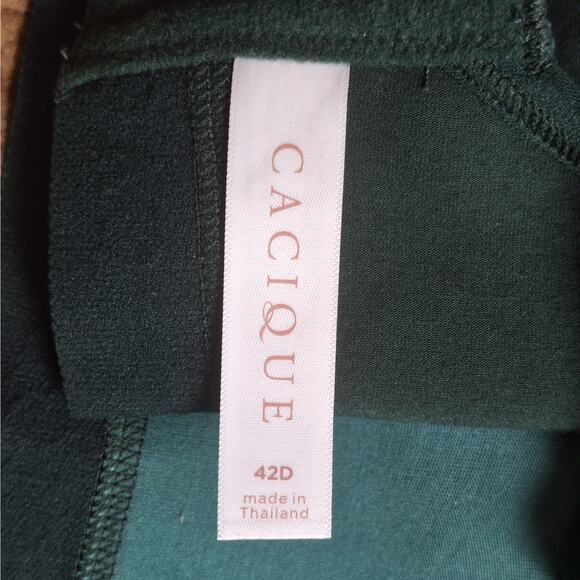 CACIQUE
42D
made in
Thailand